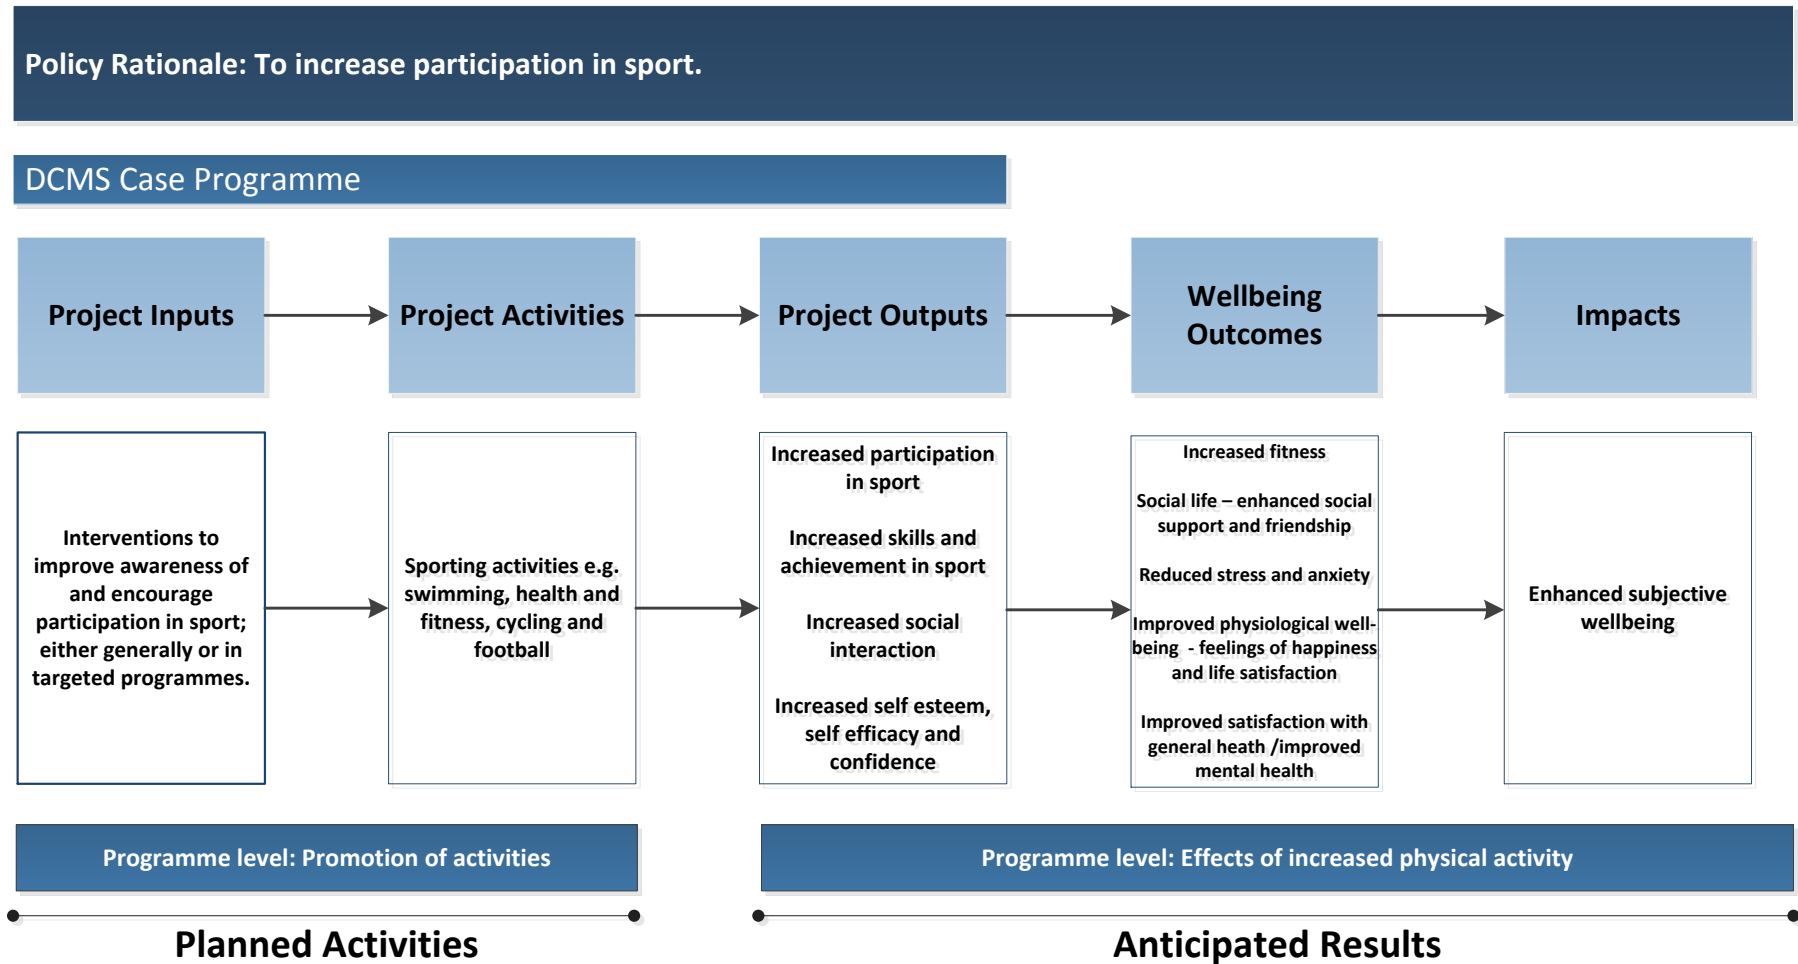 Policy Rationale: To increase participation in sport.
DCMS Case Programme
Project Inputs
Project Activities
Project Outputs
Wellbeing
Outcomes
Impacts
Interventions to
improve awareness of
and encourage
participation in sport;
either generally or in
targeted programmes.
Sporting activities e.g.
swimming, health and
fitness, cycling and
football
Increased participation
in sport
Increased skills and
achievement in sport
Increased social
interaction
Increased self esteem,
self efficacy and
confidence
Increased fitness
Social life – enhanced social
support and friendship
Reduced stress and anxiety
Improved physiological well-
being - feelings of happiness
and life satisfaction
Improved satisfaction with
general heath /improved
mental health
Enhanced subjective
wellbeing
Programme level: Promotion of activities
Programme level: Effects of increased physical activity
Planned Activities
Anticipated Results